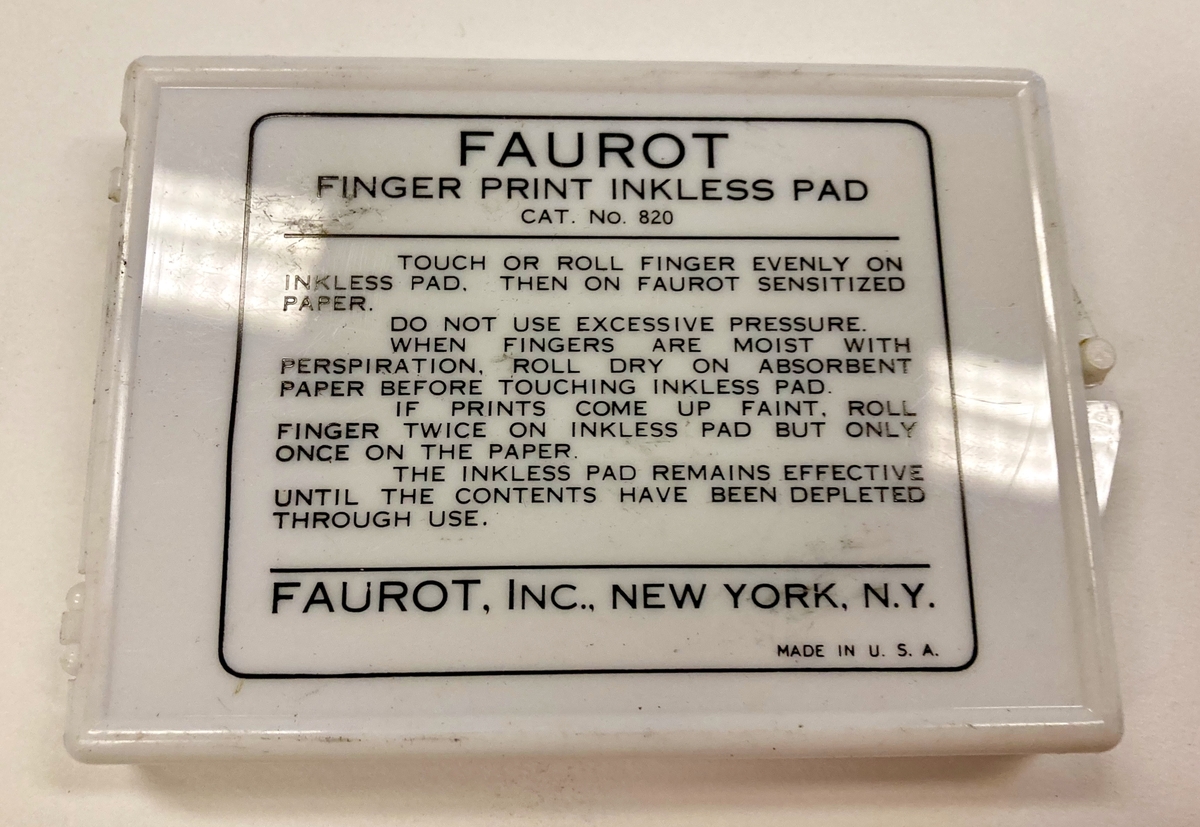 FAUROT
FINGER PRINT INKLESS PAD
CAT. No. 820
TOUCH OR ROLL FINGER EVENLY ON
INKLESS PAD, THEN ON FAUROT SENSITIZED
PAPER.
DO NOT USE EXCESSIVE PRESSURE.
WHEN FINGERS ARE MOIST WITH
PERSPIRATION, ROLL DRY ON ABSORBENT
PAPER BEFORE TOUCHING INKLESS PAD.
IF PRINTS COME UP FAINT, ROLL
FINGER TWICE ON INKLESS PAD BUT ONLY
ONCE ON THE PAPER.
THE INKLESS PAD REMAINS EFFECTIVE
UNTIL THE CONTENTS HAVE BEEN DEPLETED
THROUGH USE.
FAUROT, INC., NEW YORK, N.Y.
MADE IN U. S. A.